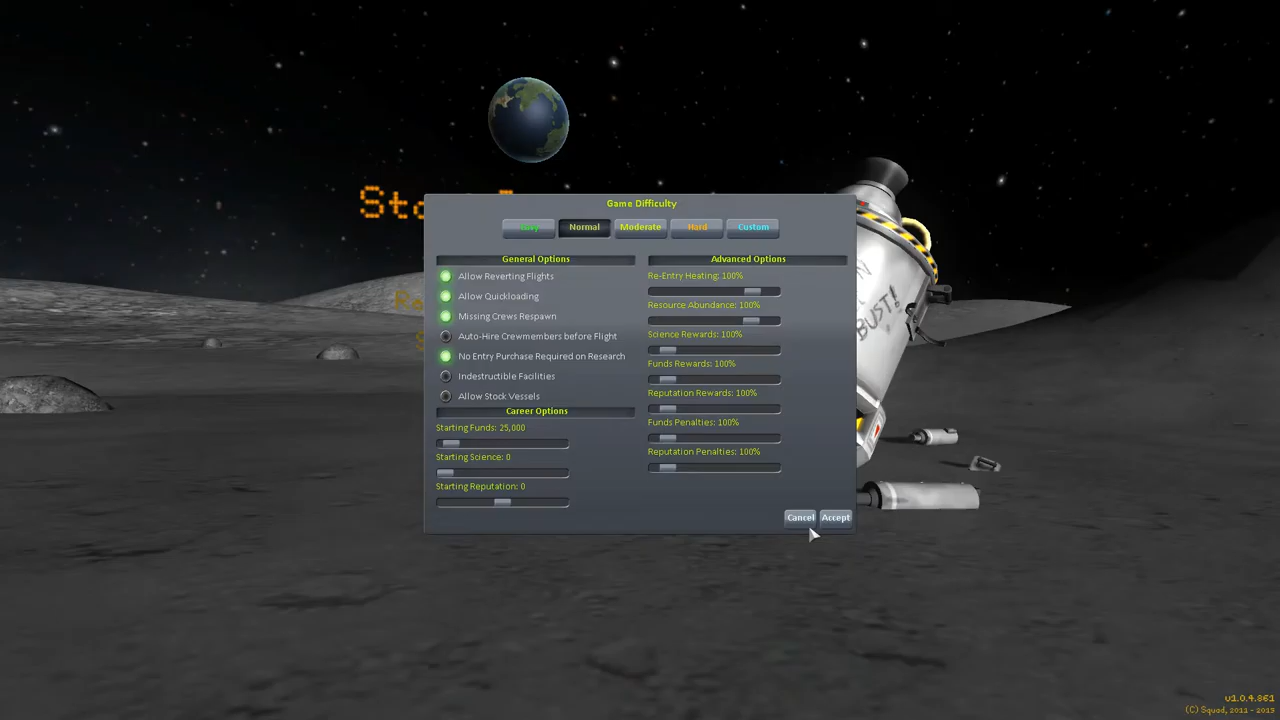 Sta
Game Difficulty
Easy Normal Moderate Hard Custom
General Options
Allow Reverting Flights
Allow Quickloading
Missing Crews Respawn
Auto-Hire Crewmembers before Flight
No Entry Purchase Required on Research
Indestructible Facilities
Allow Stock Vessels
Career Options
Starting Funds: 25,000
Starting Science: 0
Starting Reputation: 0
Advanced Options
Re-Entry Heating: 100%
Resource Abundance: 100%
Science Rewards: 100%
Funds Rewards: 100%
Reputation Rewards: 100%
Funds Penalties: 100%
Reputation Penalties: 100%
Cancel Accept
BUST!
v1.0.4.861
(C) Squad, 2011 - 2015